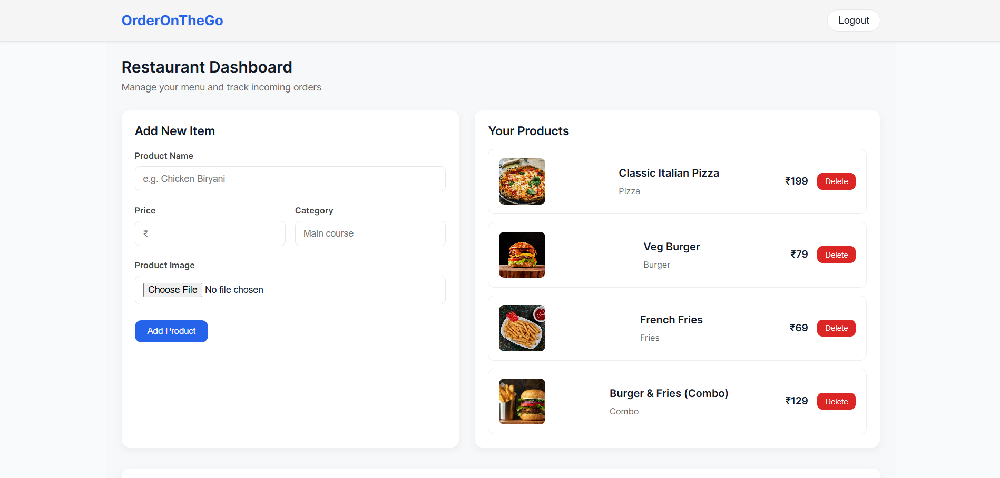 OrderOnTheGo
Logout
Restaurant Dashboard
Manage your menu and track incoming orders
Add New Item
Product Name
e.g. Chicken Biryani
Price
Category
₹
Main course
Product Image
Choose File No file chosen
Add Product
Your Products
Classic Italian Pizza
Pizza
₹199
Delete
Veg Burger
Burger
₹79
Delete
French Fries
Fries
₹69
Delete
Burger & Fries (Combo)
Combo
₹129
Delete